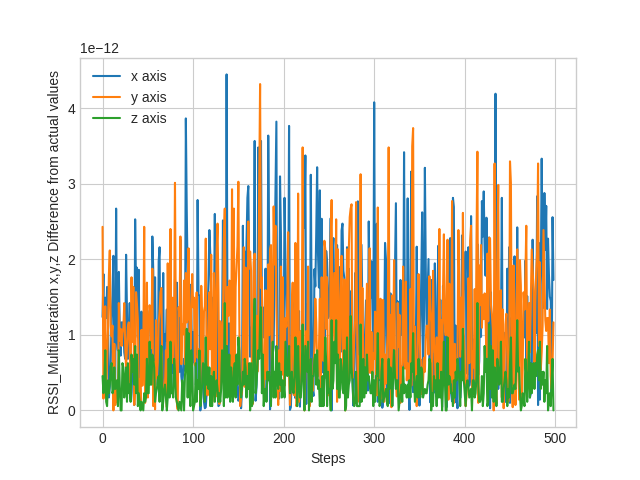 1e−12
x axis
y axis
z axis
RSSI_Multilateration x,y,z Difference from actual values
4
3
2
1
0
0
100
200
300
400
500
Steps